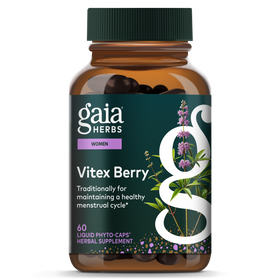 gaia
HERBS
WOMEN
Vitex Berry
Traditionally for
maintaining a healthy
menstrual cycle*
60
LIQUID PHYTO-CAPS®
HERBAL SUPPLEMENT